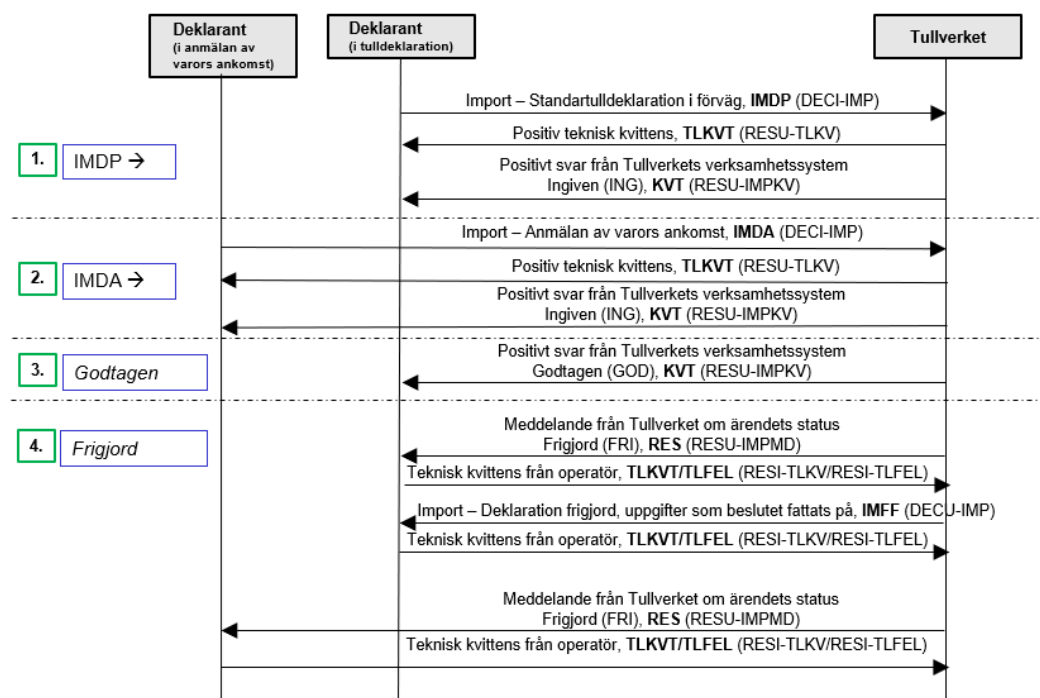 Deklarant
(i anmälan av
varors ankomst)
Deklarant
(i tulldeklaration)
Tullverket
Import – Standartulldeklaration i förväg, IMDP (DECI-IMP)
Positiv teknisk kvittens, TLKVT (RESU-TLKV)
1.
IMDP →
Positivt svar från Tullverkets verksamhetssystem
Ingiven (ING), KVT (RESU-IMPKV)
Import – Anmälan av varors ankomst, IMDA (DECI-IMP)
2.
IMDA →
Positiv teknisk kvittens, TLKVT (RESU-TLKV)
Positivt svar från Tullverkets verksamhetssystem
Ingiven (ING), KVT (RESU-IMPKV)
3.
Godtagen
Positivt svar från Tullverkets verksamhetssystem
Godtagen (GOD), KVT (RESU-IMPKV)
4.
Frigjord
Meddelande från Tullverket om ärendets status
Frigjord (FRI), RES (RESU-IMPMD)
Teknisk kvittens från operatör, TLKVT/TLFEL (RESI-TLKV/RESI-TLFEL)
Import – Deklaration frigjord, uppgifter som beslutet fattats på, IMFF (DECU-IMP)
Teknisk kvittens från operatör, TLKVT/TLFEL (RESI-TLKV/RESI-TLFEL)
Meddelande från Tullverket om ärendets status
Frigjord (FRI), RES (RESU-IMPMD)
Teknisk kvittens från operatör, TLKVT/TLFEL (RESI-TLKV/RESI-TLFEL)